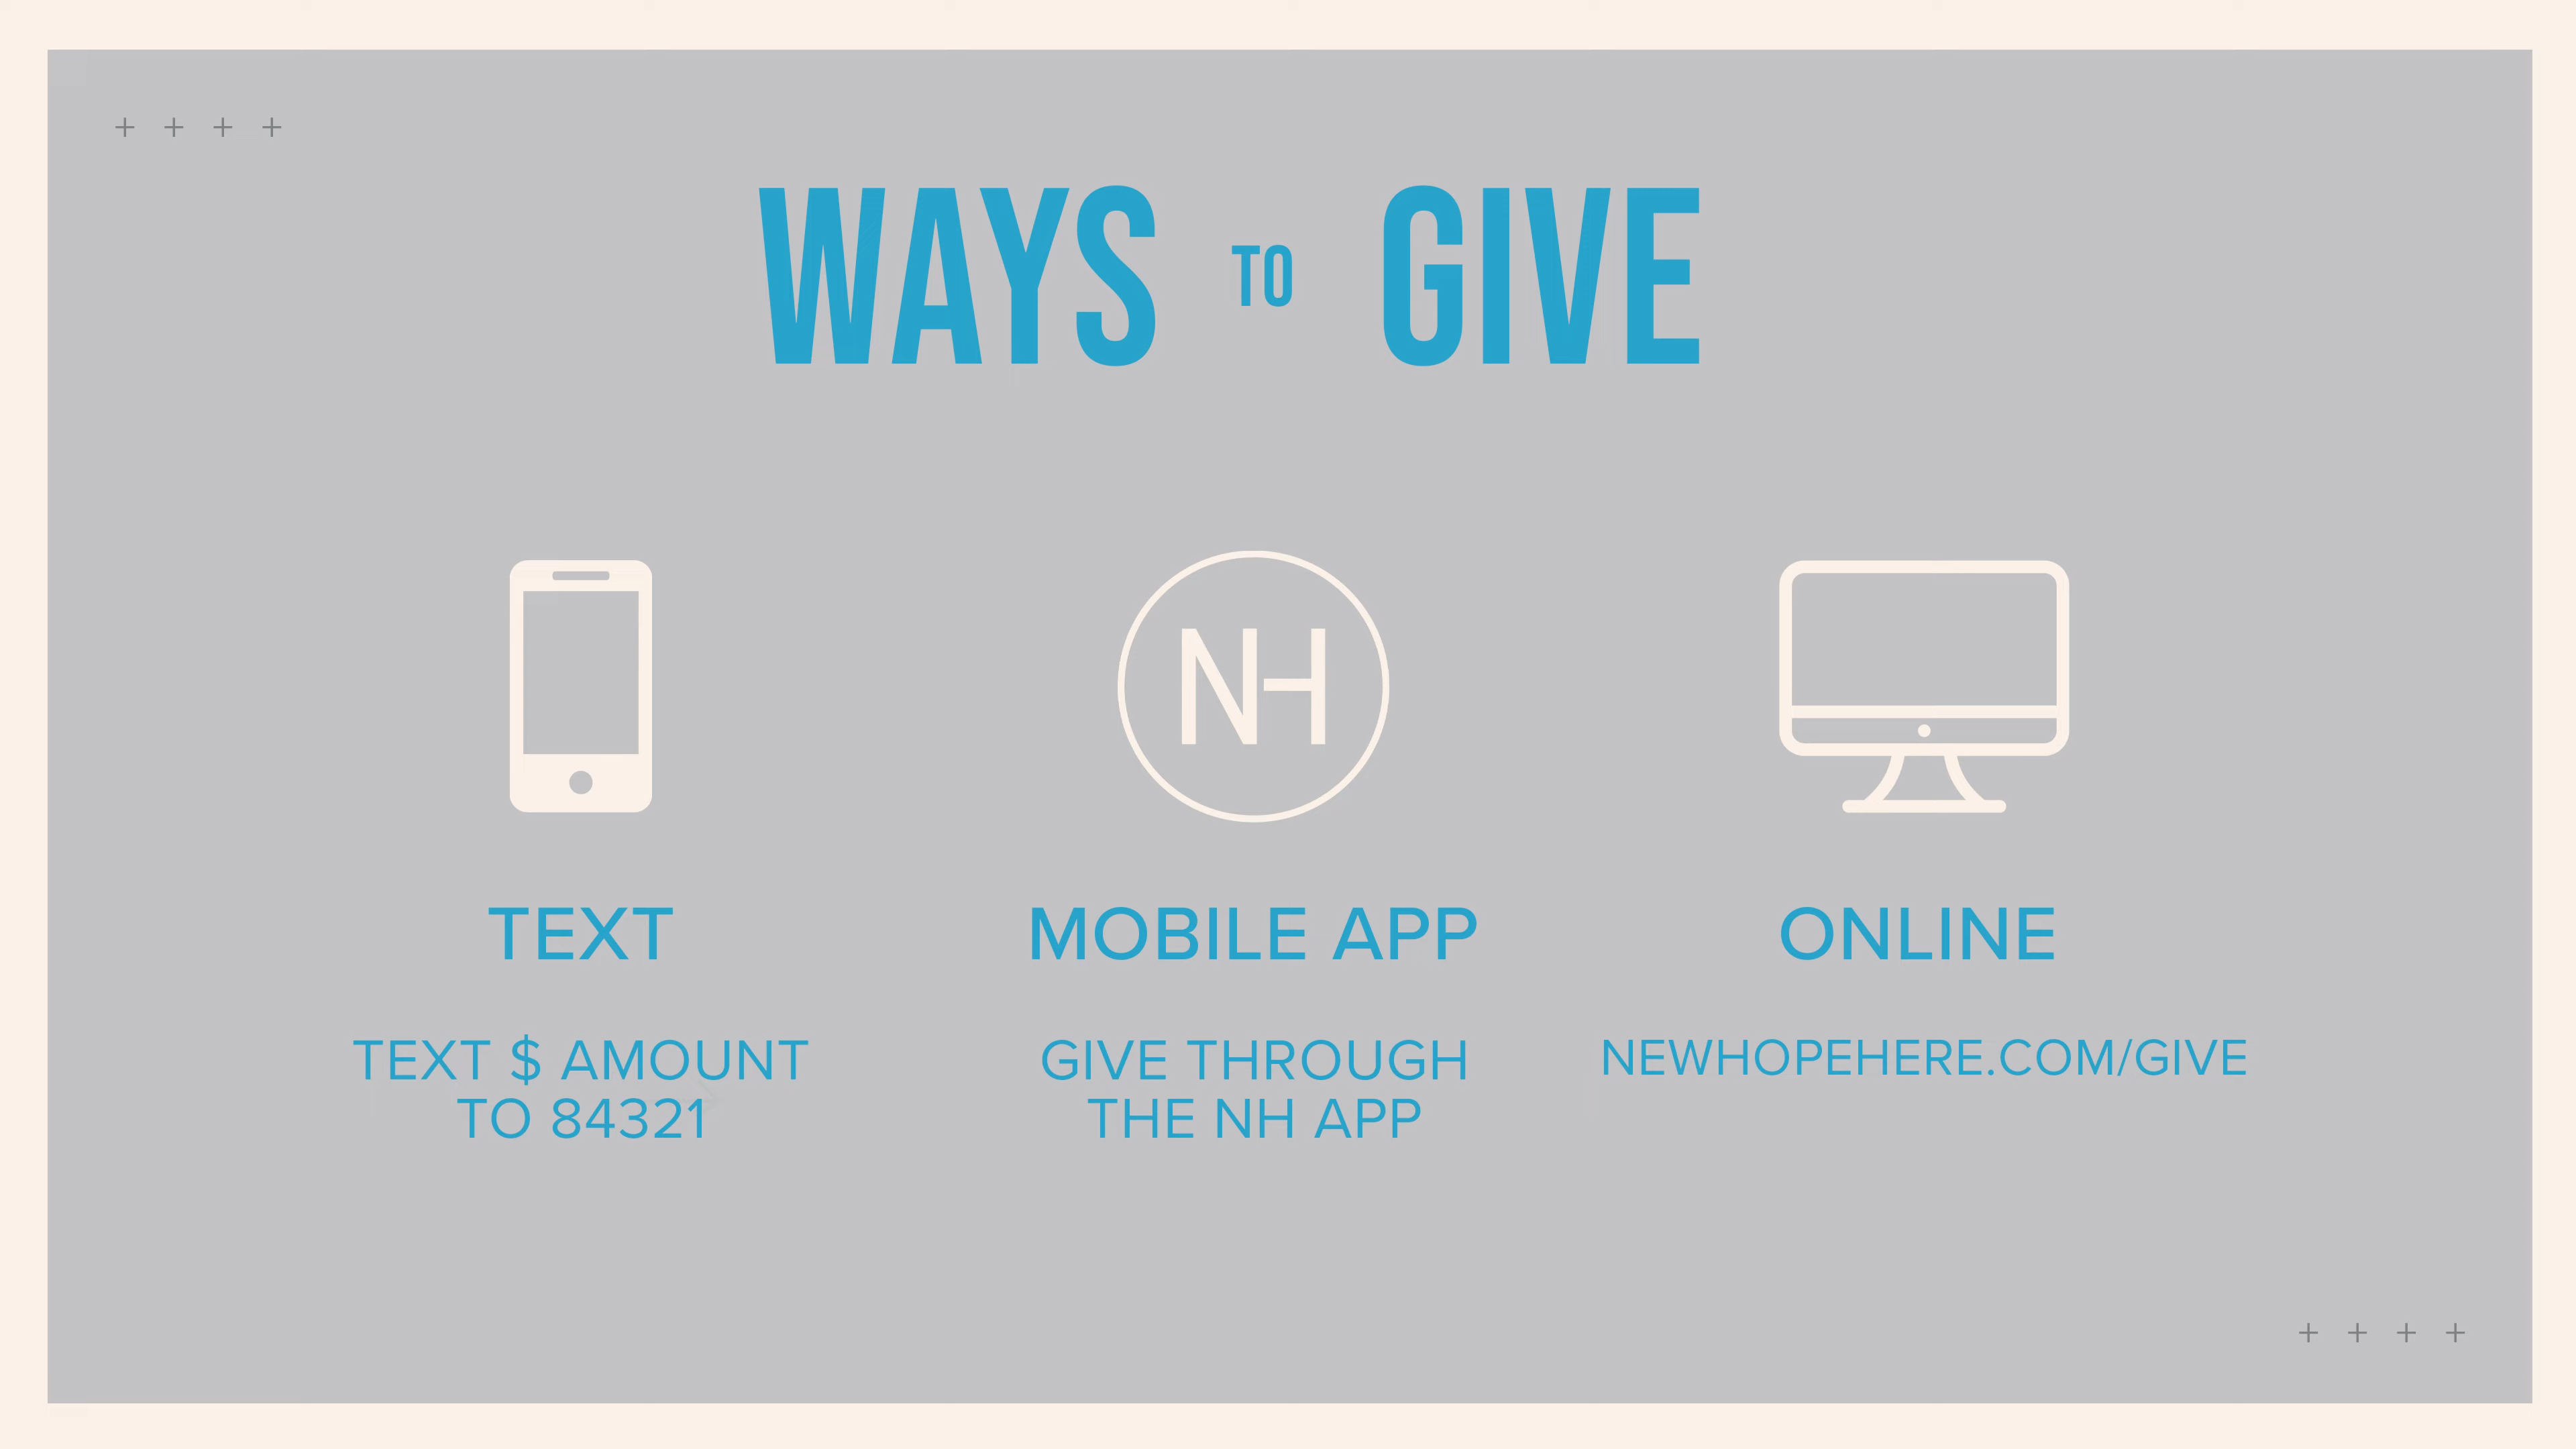 WAYS TO GIVE
NH
TEXT
TEXT $ AMOUNT
TO 84321
MOBILE APP
GIVE THROUGH
THE NH APP
ONLINE
NEWHOPEHERE.COM/GIVE